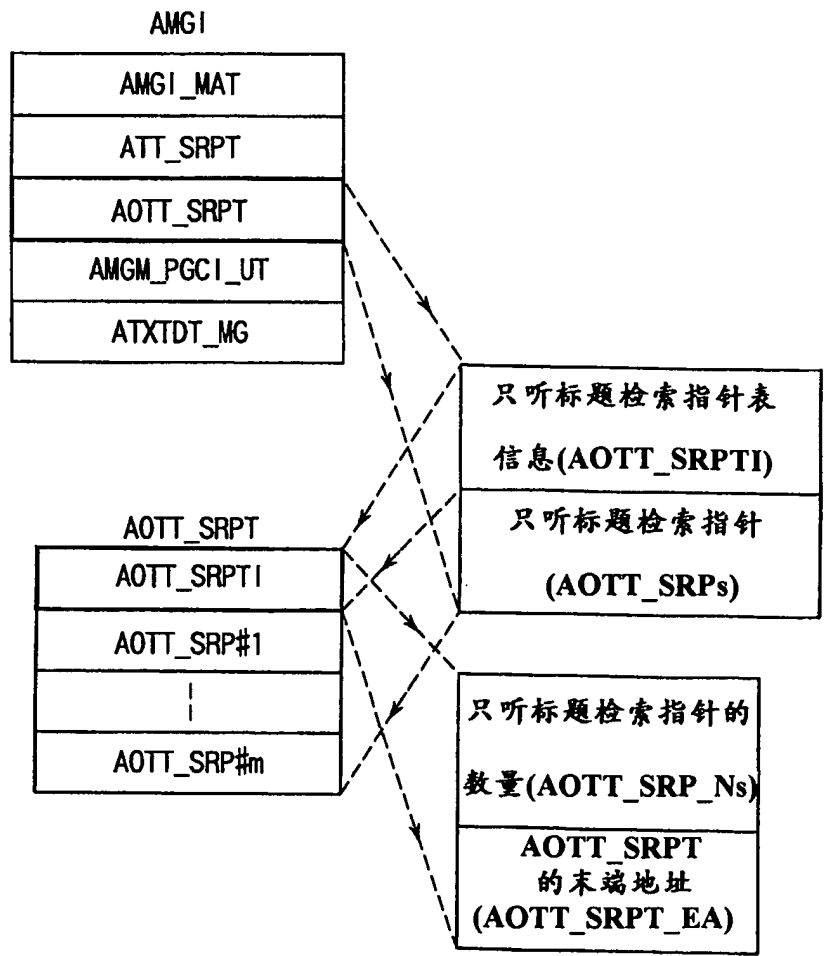 AMGI
AMGI_MAT
ATT_SRPT
AOTT_SRPT
AMGM_PGCI_UT
ATXTDT_MG
只听标题检索指针表
信息(AOTT_SRPTI)
只听标题检索指针
(AOTT_SRPs)
AOTT_SRPT
AOTT_SRPTI
AOTT_SRP#1
AOTT_SRP#m
只听标题检索指针的
数量(AOTT_SRP_Ns)
AOTT_SRPT
的末端地址
(AOTT_SRPT_EA)